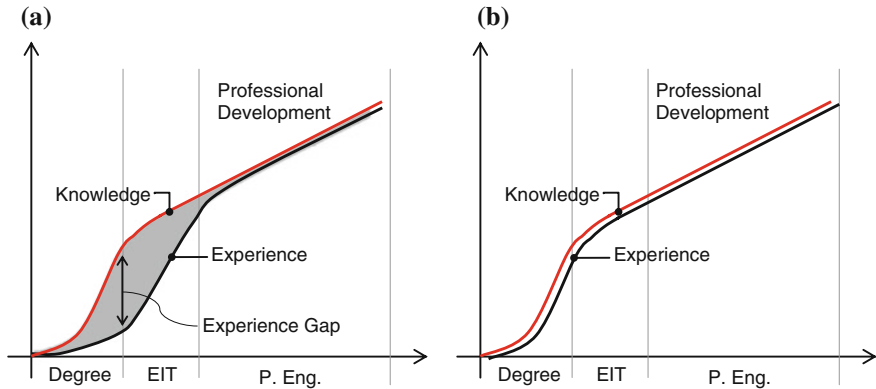 (a)
Professional
Development
Knowledge
Experience
Experience Gap
Degree EIT P. Eng.
(b)
Professional
Development
Knowledge
Experience
Degree EIT P. Eng.